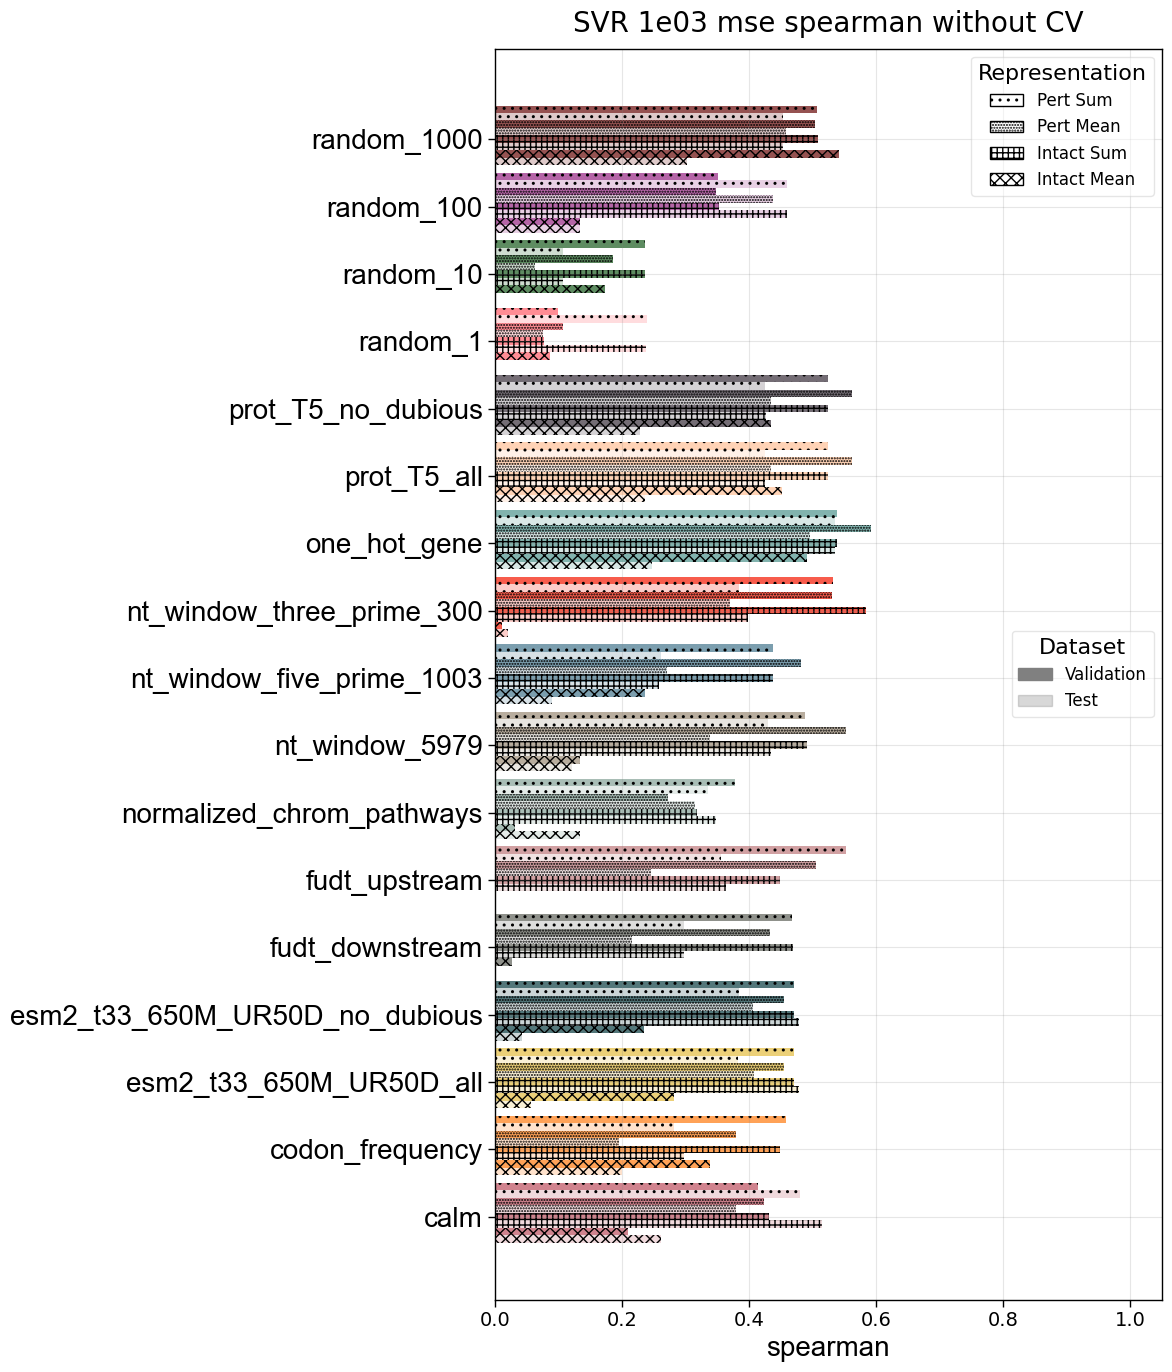 SVR 1e03 mse spearman without CV
Representation
Pert Sum
Pert Mean
Intact Sum
Intact Mean
random_1000
random_100
random_10
random_1
prot_T5_no_dubious
prot_T5_all
one_hot_gene
nt_window_three_prime_300
Dataset
Validation
Test
nt_window_five_prime_1003
nt_window_5979
normalized_chrom_pathways
fudt_upstream
fudt_downstream
esm2_t33_650M_UR50D_no_dubious
esm2_t33_650M_UR50D_all
codon_frequency
calm
0.0 0.2 0.4 0.6 0.8 1.0
spearman